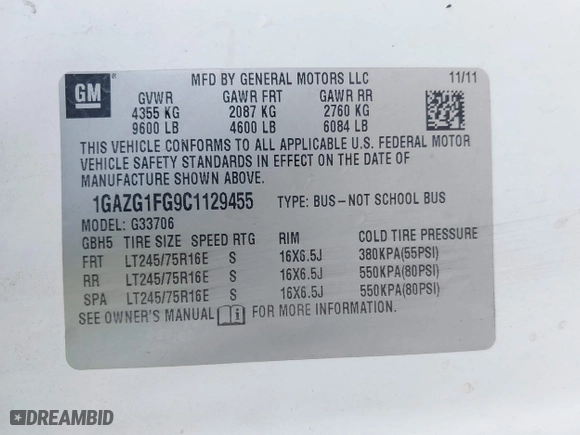 GM ® MFD BY GENERAL MOTORS LLC 11/11
GVWR GAWR FRT GAWR RR
4355 KG 2087 KG 2760 KG
9600 LB 4600 LB 6084 LB
THIS VEHICLE CONFORMS TO ALL APPLICABLE U.S. FEDERAL MOTOR
VEHICLE SAFETY STANDARDS IN EFFECT ON THE DATE OF
MANUFACTURE SHOWN ABOVE.
1GAZG1FG9C1129455 TYPE: BUS-NOT SCHOOL BUS
MODEL: G33706
GBH5 TIRE SIZE SPEED RTG RIM COLD TIRE PRESSURE
FRT LT245/75R16E S 16X6.5J 380KPA(55PSI)
RR LT245/75R16E S 16X6.5J 550KPA(80PSI)
SPA LT245/75R16E S 16X6.5J 550KPA(80PSI)
SEE OWNER'S MANUAL i FOR MORE INFORMATION.
DREAMBID